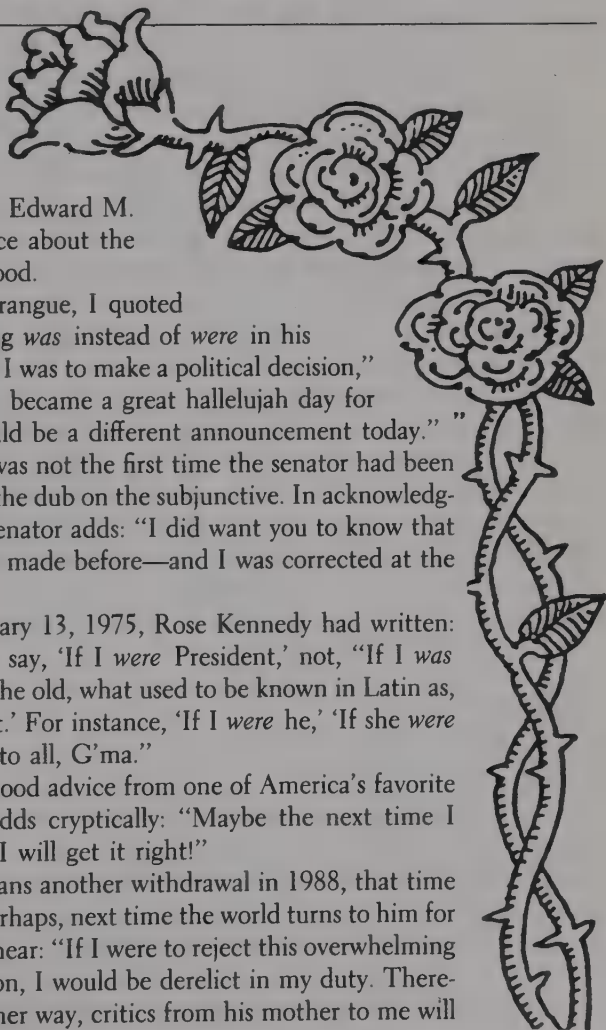 Edward M.
ce about the
ood.
rangue, I quoted
g was instead of were in his
I was to make a political decision,"
became a great hallelujah day for
ld be a different announcement today." "
was not the first time the senator had been
the dub on the subjunctive. In acknowledg-
enator adds: "I did want you to know that
made before—and I was corrected at the
ary 13, 1975, Rose Kennedy had written:
say, 'If I were President,' not, "If I was
he old, what used to be known in Latin as,
t.' For instance, 'If I were he,' 'If she were
to all, G'ma."
ood advice from one of America's favorite
dds cryptically: "Maybe the next time I
I will get it right!"
ans another withdrawal in 1988, that time
rhaps, next time the world turns to him for
hear: "If I were to reject this overwhelming
on, I would be derelict in my duty. There-
her way, critics from his mother to me will